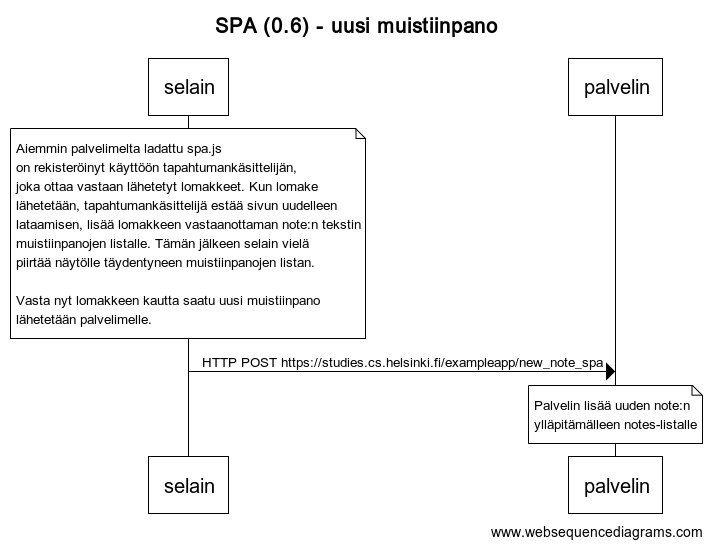 SPA (0.6) - uusi muistiinpano
selain
palvelin
Aiemmin palvelimelta ladattu spa.js
on rekisteröinyt käyttöön tapahtumankäsittelijän,
joka ottaa vastaan lähetetyt lomakkeet. Kun lomake
lähetetään, tapahtumankäsittelijä estää sivun uudelleen
lataamisen, lisää lomakkeen vastaanottaman note:n tekstin
muistiinpanojen listalle. Tämän jälkeen selain vielä
piirtää näytölle täydentyneen muistiinpanojen listan.
Vasta nyt lomakkeen kautta saatu uusi muistiinpano
lähetetään palvelimelle.
HTTP POST https://studies.cs.helsinki.fi/exampleapp/new_note_spa
Palvelin lisää uuden note:n
ylläpitämälleen notes-listalle
selain
palvelin
www.websequencediagrams.com